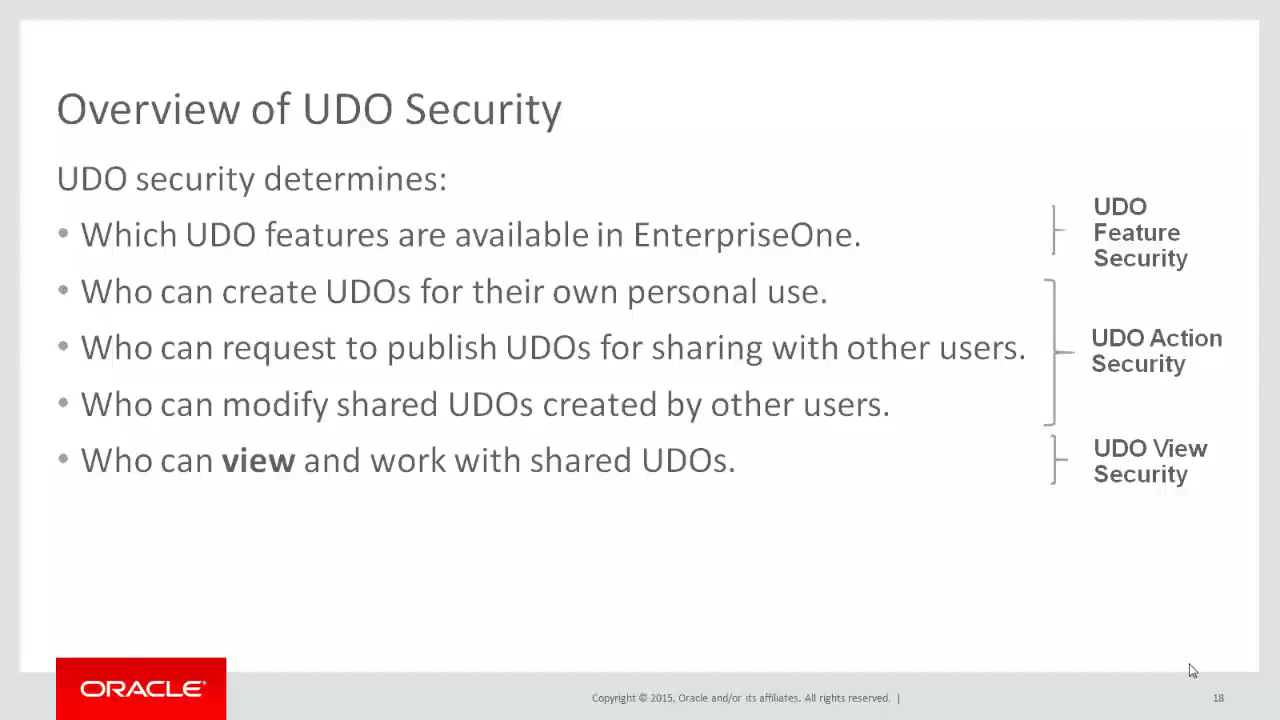 Overview of UDO Security
UDO security determines:
• Which UDO features are available in EnterpriseOne.
• Who can create UDOs for their own personal use.
• Who can request to publish UDOs for sharing with other users.
• Who can modify shared UDOs created by other users.
• Who can view and work with shared UDOs.
UDO
Feature
Security
UDO Action
Security
UDO View
Security
ORACLE®
Copyright © 2015, Oracle and/or its affiliates. All rights reserved. |
18